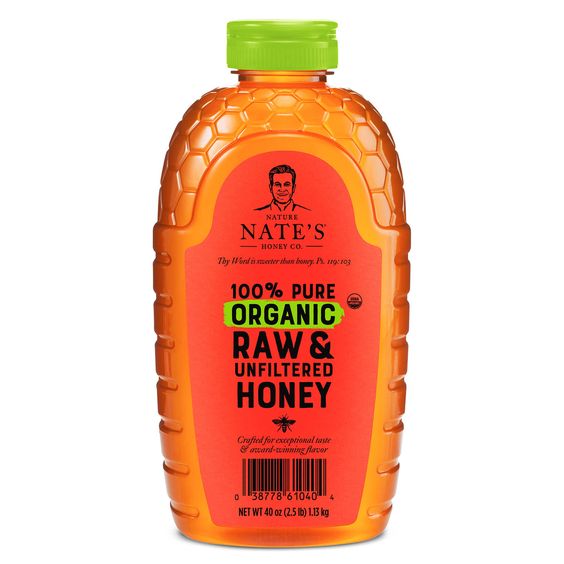 NATURE
NATE'S
HONEY CO.
Thy Word is sweeter than honey. Ps. 119:103
100% PURE
ORGANIC
USDA
ORGANIC
RAW &
UNFILTERED
HONEY
Crafted for exceptional taste
& award-winning flavor
0 38778 61040 4
NET WT 40 oz (2.5 lb) 1.13 kg